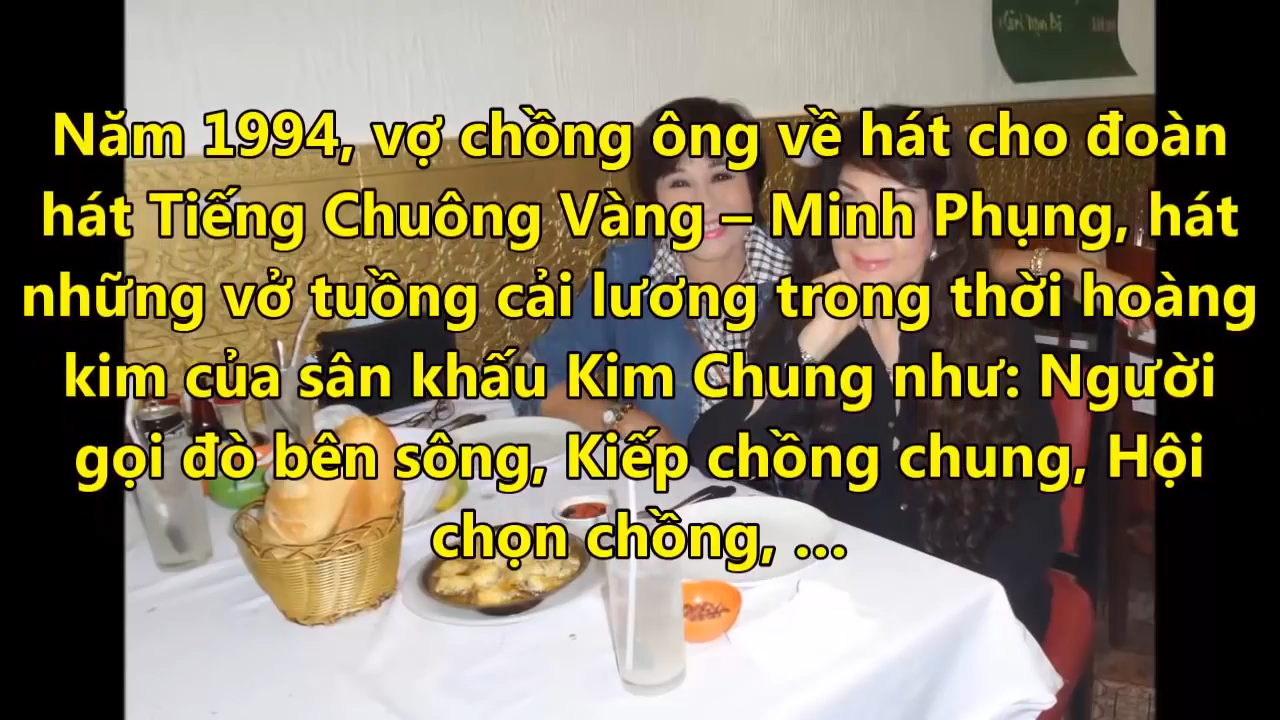 Năm 1994, vợ chồng ông về hát cho đoàn
hát Tiếng Chuông Vàng – Minh Phụng, hát
những vở tuồng cải lương trong thời hoàng
kim của sân khấu Kim Chung như: Người
gọi đò bên sông, Kiếp chồng chung, Hội
chọn chồng, ...